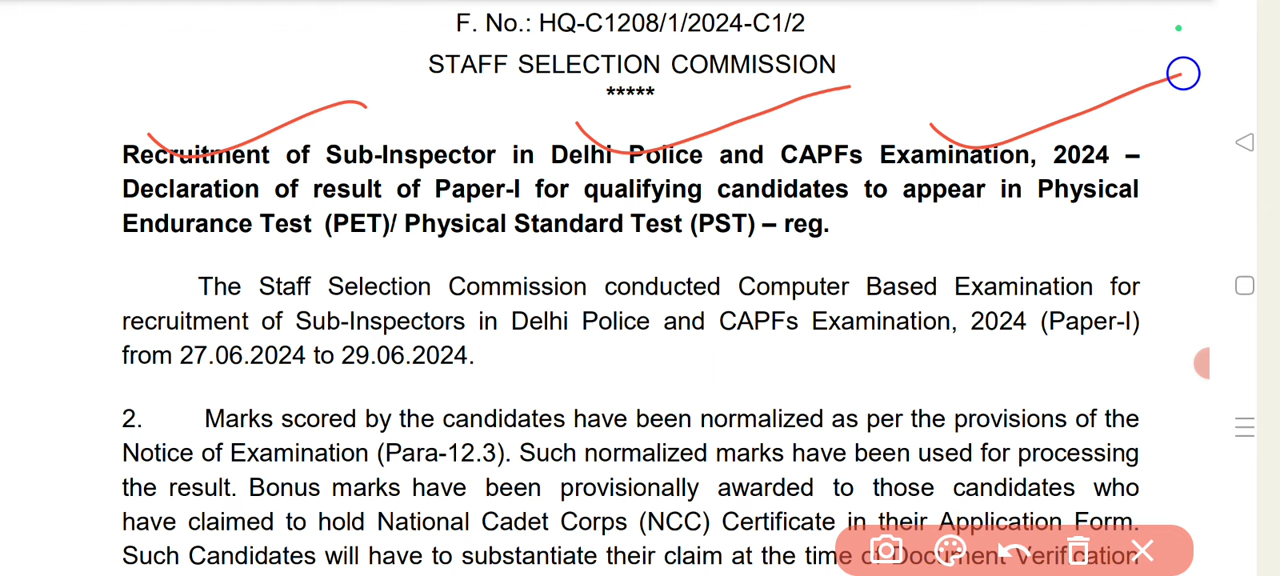 F. No.: HQ-C1208/1/2024-C1/2
STAFF SELECTION COMMISSION
*****
Recruitment of Sub-Inspector in Delhi Police and CAPFs Examination, 2024 –
Declaration of result of Paper-I for qualifying candidates to appear in Physical
Endurance Test (PET)/ Physical Standard Test (PST) – reg.
The Staff Selection Commission conducted Computer Based Examination for
recruitment of Sub-Inspectors in Delhi Police and CAPFs Examination, 2024 (Paper-I)
from 27.06.2024 to 29.06.2024.
2. Marks scored by the candidates have been normalized as per the provisions of the
Notice of Examination (Para-12.3). Such normalized marks have been used for processing
the result. Bonus marks have been provisionally awarded to those candidates who
have claimed to hold National Cadet Corps (NCC) Certificate in their Application Form.
Such Candidates will have to substantiate their claim at the time of Document Verification